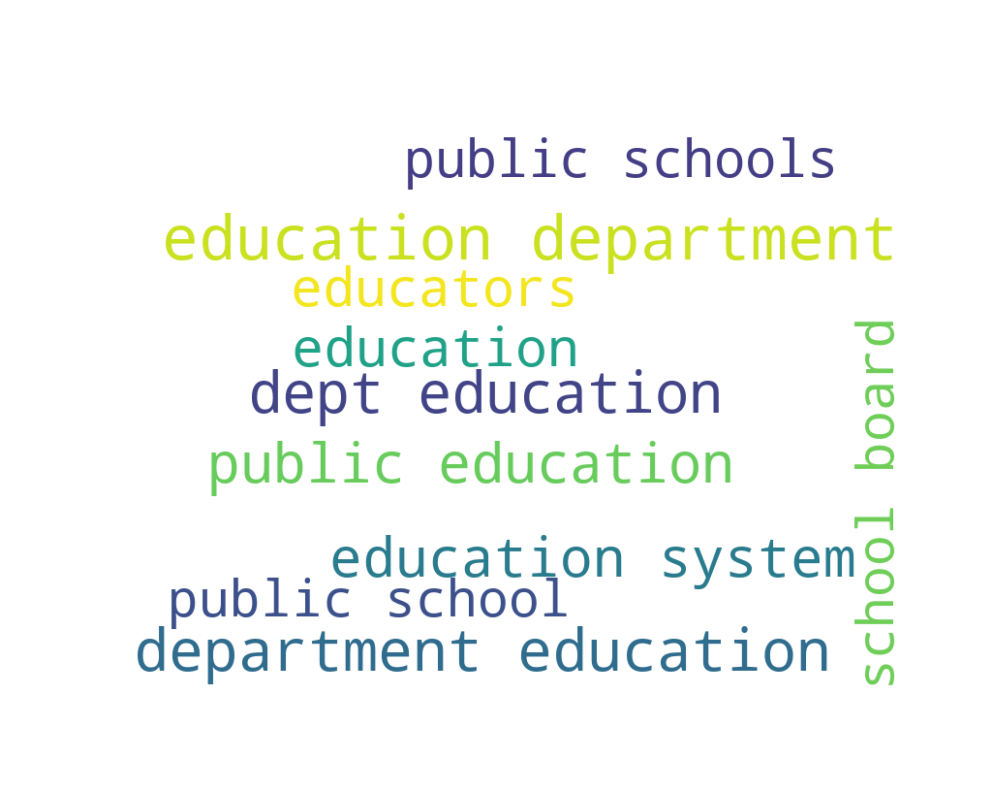 public schools
education department
educators
education
dept education
public education
school board
education system
public school
department education